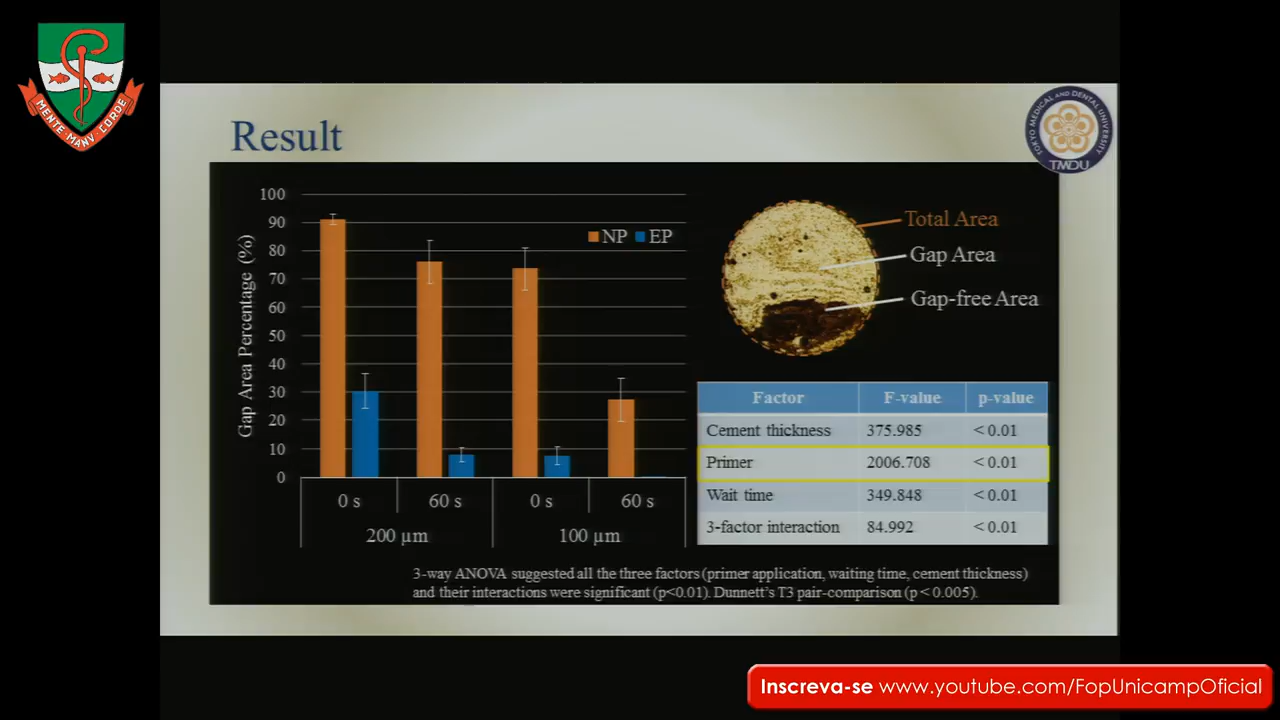 MENTE MANV CORDE
Result
TOKYO MEDICAL AND DENTAL UNIVERSITY
TMDU
Gap Area Percentage (%)
100
90
80
70
60
50
40
30
20
10
0
NP EP
0 s 60 s 0 s 60 s
200 µm 100 µm
Total Area
Gap Area
Gap-free Area
Factor F-value p-value
Cement thickness 375.985 < 0.01
Primer 2006.708 < 0.01
Wait time 349.848 < 0.01
3-factor interaction 84.992 < 0.01
3-way ANOVA suggested all the three factors (primer application, waiting time, cement thickness)
and their interactions were significant (p<0.01). Dunnett's T3 pair-comparison (p < 0.005).
Inscreva-se www.youtube.com/FopUnicampOficial